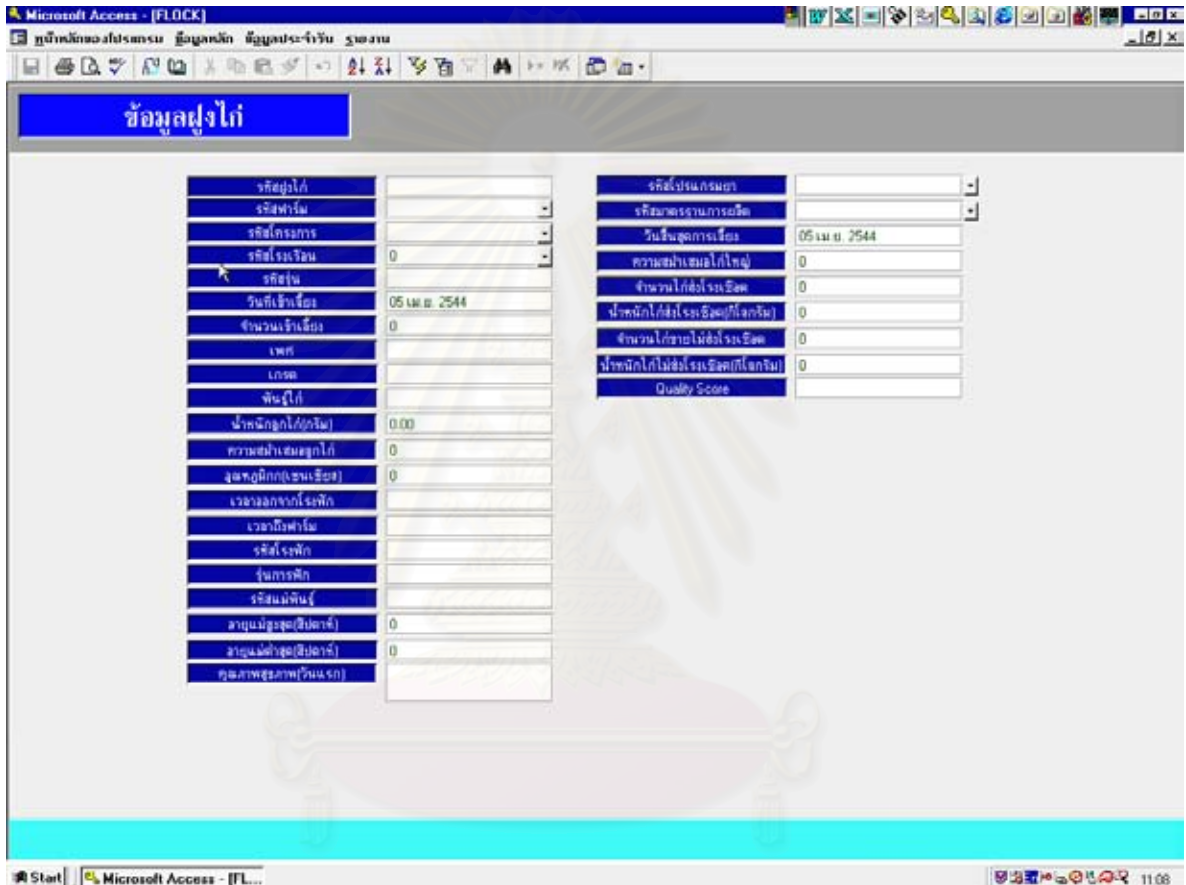 Microsoft Access - [FLOCK]
หน้าหลักของโปรแกรม ข้อมูลหลัก ข้อมูลประจำวัน รายงาน
ข้อมูลฝูงไก่
รหัสฝูงไก่
รหัสฟาร์ม
รหัสโครงการ
รหัสโรงเรือน 0
รหัสรุ่น
วันที่เข้าเลี้ยง 05 เม.ย. 2544
จำนวนเข้าเลี้ยง 0
เพศ
เกรด
พันธุ์ไก่
น้ำหนักลูกไก่(กรัม) 0.00
ความสม่ำเสมอลูกไก่ 0
อุณหภูมิกก(เซนเซียส) 0
เวลาออกจากโรงฟัก
เวลาถึงฟาร์ม
รหัสโรงฟัก
รุ่นการฟัก
รหัสแม่พันธุ์
อายุแม่สูงสุด(สัปดาห์) 0
อายุแม่ต่ำสุด(สัปดาห์) 0
คุณภาพสุขภาพ(วันแรก)
รหัสโปรแกรมยา
รหัสมาตรฐานการผลิต
วันสิ้นสุดการเลี้ยง 05 เม.ย. 2544
ความสม่ำเสมอไก่ใหญ่ 0
จำนวนไก่ส่งโรงเชือด 0
น้ำหนักไก่ส่งโรงเชือด(กิโลกรัม) 0
จำนวนไก่ขายไม่ส่งโรงเชือด 0
น้ำหนักไก่ไม่ส่งโรงเชือด(กิโลกรัม) 0
Quality Score
Start Microsoft Access - [FL... 11:08